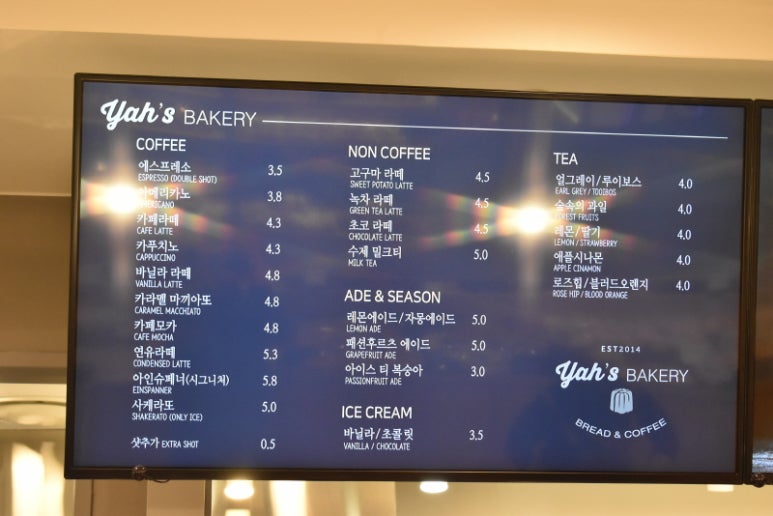 Yah's BAKERY
COFFEE
에스프레소 3.5
ESPRESSO (DOUBLE SHOT)
아메리카노 3.8
AMERICANO
카페라떼 4.3
CAFE LATTE
카푸치노 4.3
CAPPUCCINO
바닐라 라떼 4.8
VANILLA LATTE
카라멜 마끼아또 4.8
CARAMEL MACCHIATO
카페모카 4.8
CAFE MOCHA
연유라떼 5.3
CONDENSED LATTE
아인슈페너(시그니처) 5.8
EINSPANNER
사케라또 5.0
SHAKERATO (ONLY ICE)
샷추가 EXTRA SHOT 0.5
NON COFFEE
고구마 라떼 4.5
SWEET POTATO LATTE
녹차 라떼 4.5
GREEN TEA LATTE
초코 라떼 4.5
CHOCOLATE LATTE
수제 밀크티 5.0
MILK TEA
ADE & SEASON
레몬에이드/자몽에이드 5.0
LEMON ADE
패션후르츠 에이드 5.0
GRAPEFRUIT ADE
아이스 티 복숭아 3.0
PASSIONFRUIT ADE
ICE CREAM
바닐라/초콜릿 3.5
VANILLA / CHOCOLATE
TEA
얼그레이/루이보스 4.0
EARL GREY / TOOIBOS
숲속의 과일 4.0
FOREST FRUITS
레몬/딸기 4.0
LEMON / STRAWBERRY
애플시나몬 4.0
APPLE CINAMON
로즈힙/블러드오렌지 4.0
ROSE HIP / BLOOD ORANGE
EST2014
Yah's BAKERY
BREAD & COFFEE